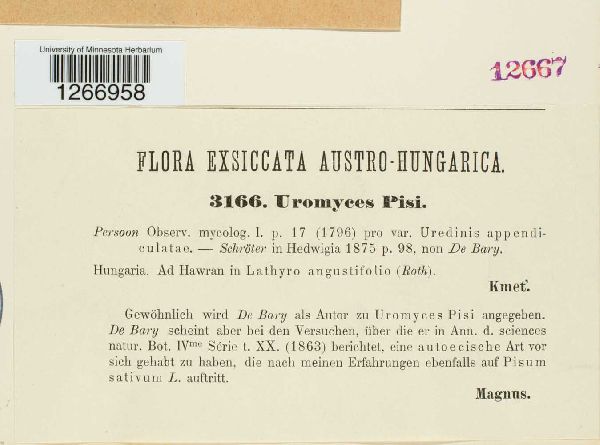 University of Minnesota Herbarium
1266958
12667
FLORA EXSICCATA AUSTRO-HUNGARICA.
3166. Uromyces Pisi.
Persoon Observ. mycolog. I. p. 17 (1796) pro var. Uredinis appendi-
culatae. — Schröter in Hedwigia 1875 p. 98, non De Bary.
Hungaria. Ad Hawran in Lathyro angustifolio (Roth).
Kmeť.
Gewöhnlich wird De Bary als Autor zu Uromyces Pisi angegeben.
De Bary scheint aber bei den Versuchen, über die er in Ann. d. sciences
natur. Bot. IVme Série t. XX. (1863) berichtet, eine autoecische Art vor
sich gehabt zu haben, die nach meinen Erfahrungen ebenfalls auf Pisum
sativum L. auftritt.
Magnus.